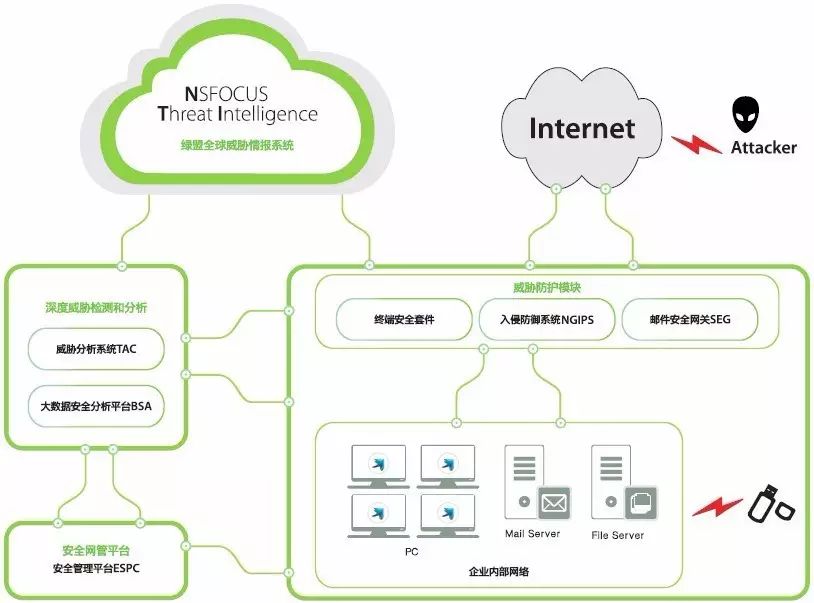 NSFOCUS
Threat Intelligence
绿盟全球威胁情报系统
Internet
Attacker
深度威胁检测和分析
威胁分析系统TAC
大数据安全分析平台BSA
威胁防护模块
终端安全套件
入侵防御系统NGIPS
邮件安全网关SEG
PC
Mail Server
File Server
企业内部网络
安全网管平台
安全管理平台ESPC